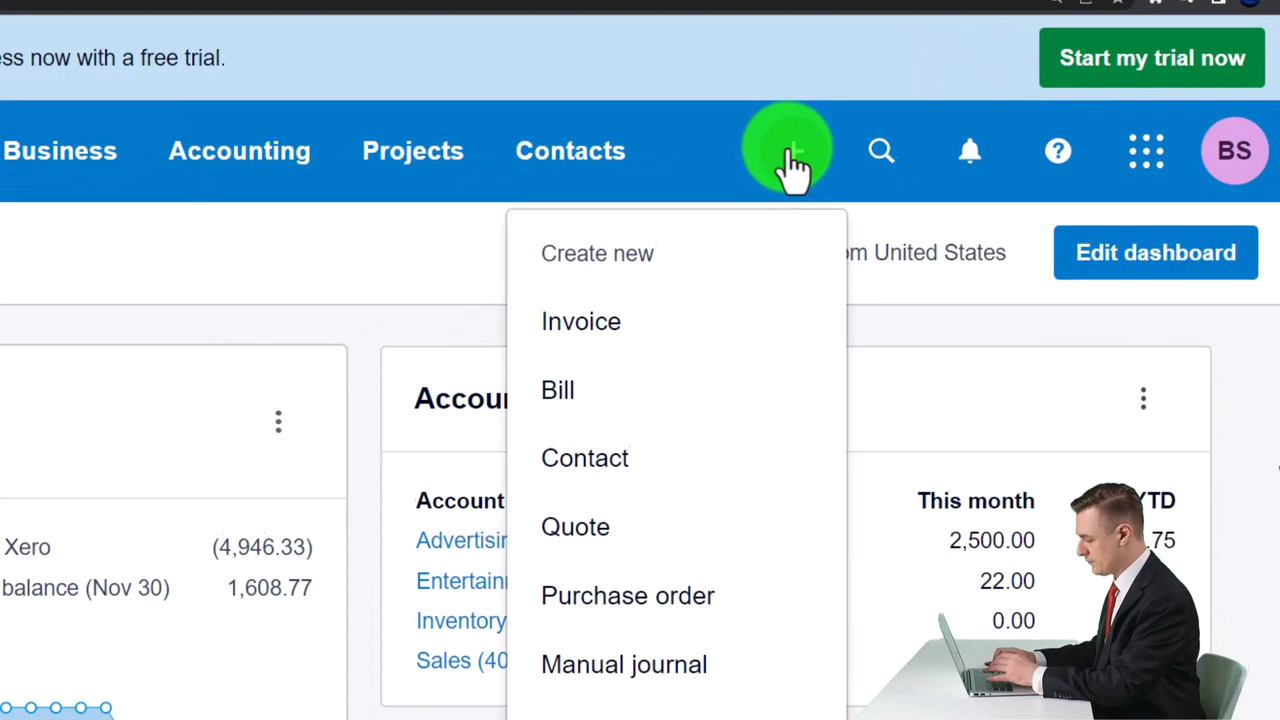 ss now with a free trial.
Start my trial now
Business Accounting Projects Contacts
? BS
Create new
om United States
Edit dashboard
Invoice
Bill
Contact
Quote
Purchase order
Manual journal
Xero (4,946.33)
balance (Nov 30) 1,608.77
Accou
Account This month YTD
Advertisi 2,500.00 .75
Entertain 22.00
Inventory 0.00
Sales (40